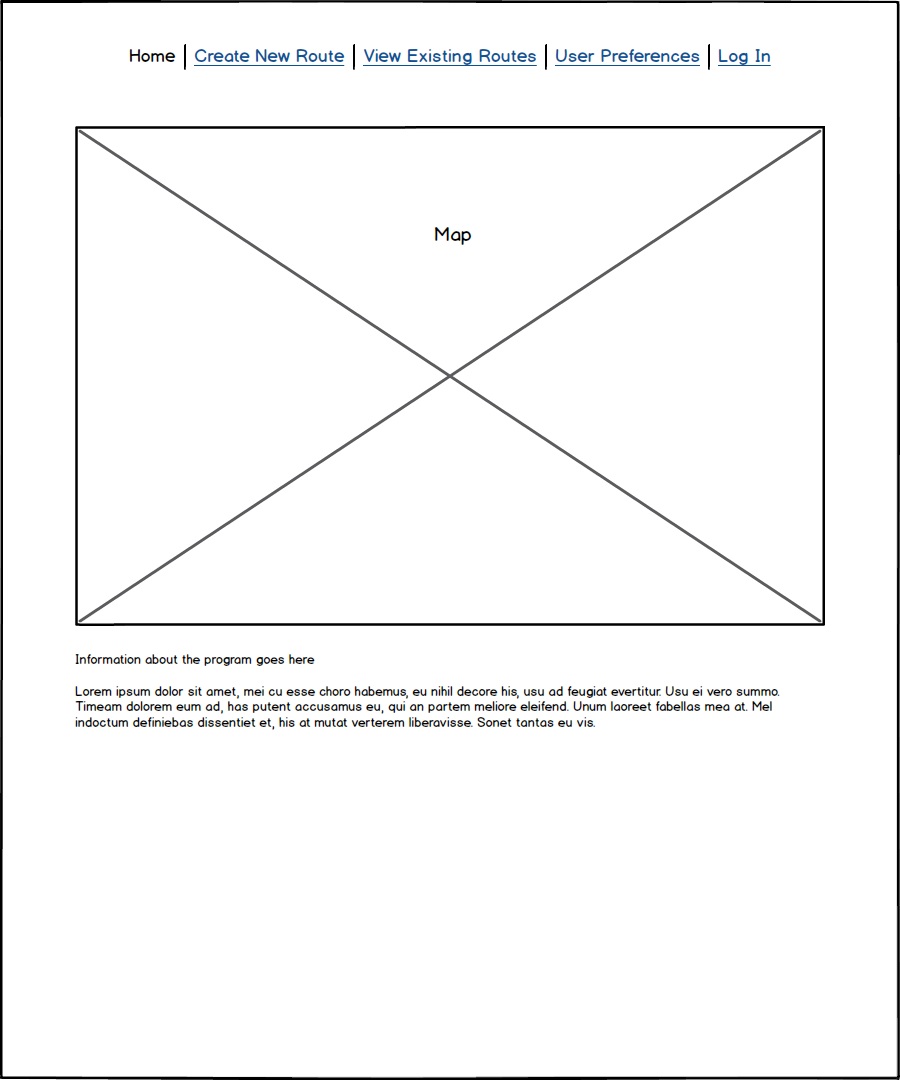 Home | Create New Route | View Existing Routes | User Preferences | Log In
Map
Information about the program goes here
Lorem ipsum dolor sit amet, mei cu esse choro habemus, eu nihil decore his, usu ad feugiat evertitur. Usu ei vero summo.
Timeam dolorem eum ad, has putent accusamus eu, qui an partem meliore eleifend. Unum laoreet fabellas mea at. Mel
indoctum definiebas dissentiet et, his at mutat verterem liberavisse. Sonet tantas eu vis.